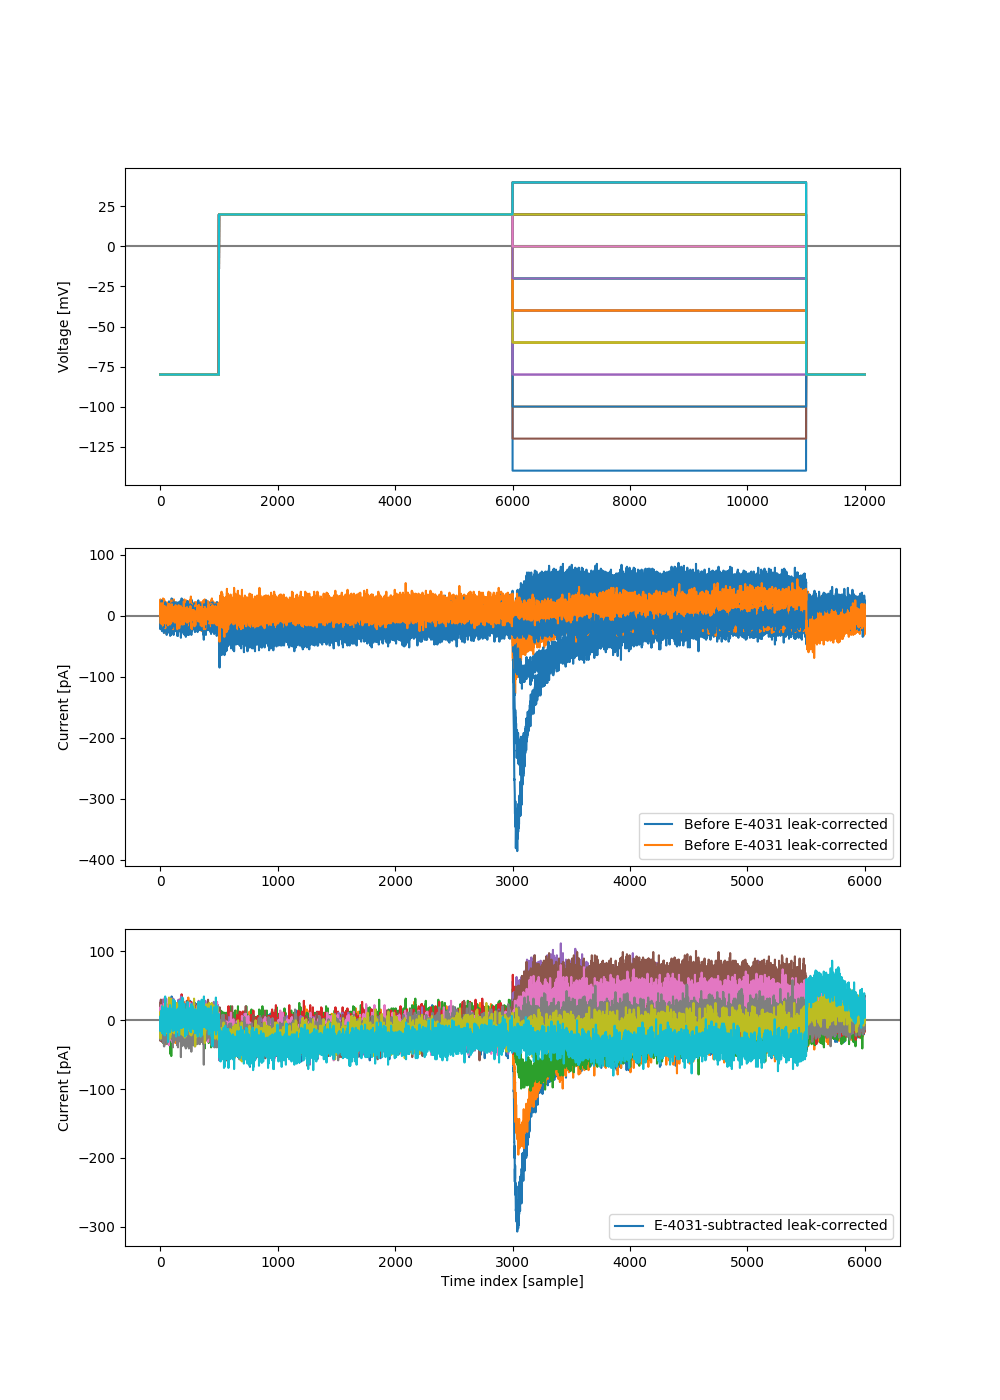 25
0
−25
−50
−75
−100
−125
Voltage [mV]
0 2000 4000 6000 8000 10000 12000
100
0
−100
−200
−300
−400
Current [pA]
Before E-4031 leak-corrected
Before E-4031 leak-corrected
0 1000 2000 3000 4000 5000 6000
100
0
−100
−200
−300
Current [pA]
E-4031-subtracted leak-corrected
0 1000 2000 3000 4000 5000 6000
Time index [sample]